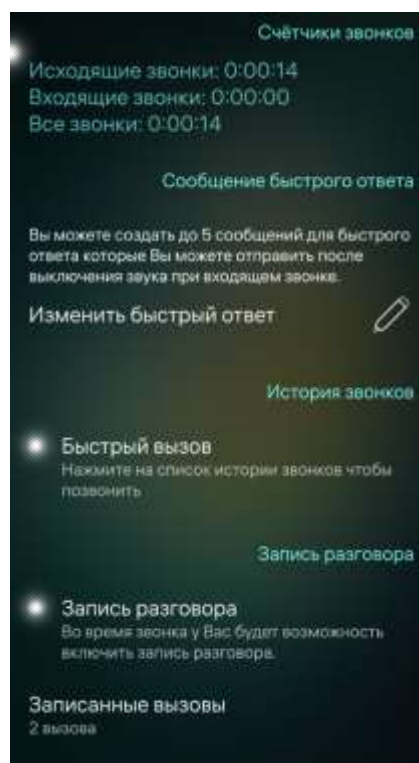 Счётчики звонков
Исходящие звонки: 0:00:14
Входящие звонки: 0:00:00
Все звонки: 0:00:14
Сообщение быстрого ответа
Вы можете создать до 5 сообщений для быстрого
ответа которые Вы можете отправить после
выключения звука при входящем звонке.
Изменить быстрый ответ
История звонков
Быстрый вызов
Нажмите на список истории звонков чтобы
позвонить
Запись разговора
Запись разговора
Во время звонка у Вас будет возможность
включить запись разговора.
Записанные вызовы
2 вызова